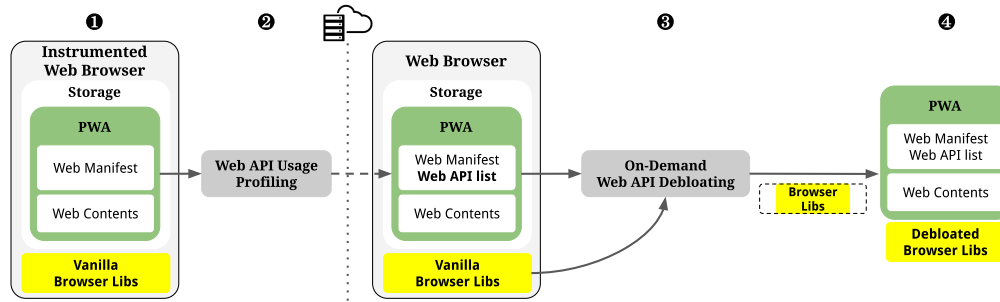 ❶
❷
❸
❹
Instrumented
Web Browser
Storage
PWA
Web Manifest
Web Contents
Vanilla
Browser Libs
Web API Usage
Profiling
Web Browser
Storage
PWA
Web Manifest
Web API list
Web Contents
Vanilla
Browser Libs
On-Demand
Web API Debloating
Browser
Libs
PWA
Web Manifest
Web API list
Web Contents
Debloated
Browser Libs